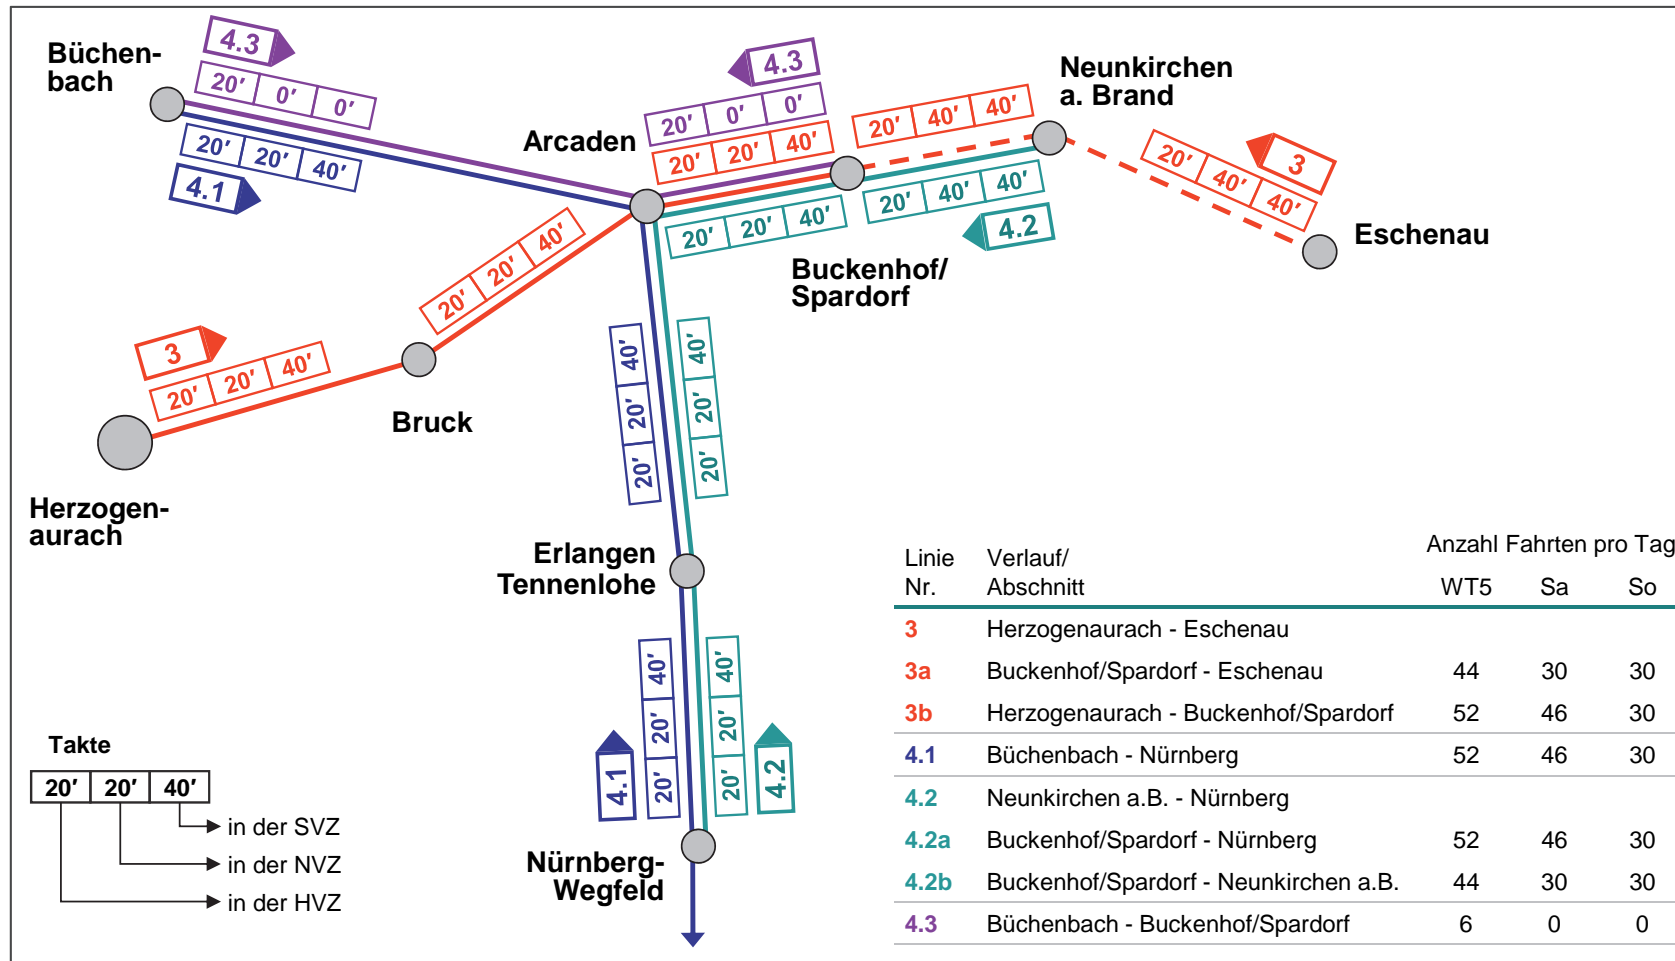 Büchen-
bach
4.3
20′ 0′ 0′
20′ 20′ 40′
4.1
Arcaden
4.3
20′ 0′ 0′
20′ 20′ 40′
20′ 40′ 40′
Neunkirchen
a. Brand
20′ 20′ 40′
20′ 40′ 40′
4.2
3
20′ 40′ 40′
Eschenau
Buckenhof/
Spardorf
20′ 20′ 40′
3
20′ 20′ 40′
Bruck
Herzogen-
aurach
20′ 20′ 40′
20′ 20′ 40′
Erlangen
Tennenlohe
20′ 20′ 40′
20′ 20′ 40′
4.1
4.2
Nürnberg-
Wegfeld
Takte
20′ 20′ 40′
in der SVZ
in der NVZ
in der HVZ
Anzahl Fahrten pro Tag
Linie Verlauf/
Nr. Abschnitt WT5 Sa So
3 Herzogenaurach - Eschenau
3a Buckenhof/Spardorf - Eschenau 44 30 30
3b Herzogenaurach - Buckenhof/Spardorf 52 46 30
4.1 Büchenbach - Nürnberg 52 46 30
4.2 Neunkirchen a.B. - Nürnberg
4.2a Buckenhof/Spardorf - Nürnberg 52 46 30
4.2b Buckenhof/Spardorf - Neunkirchen a.B. 44 30 30
4.3 Büchenbach - Buckenhof/Spardorf 6 0 0